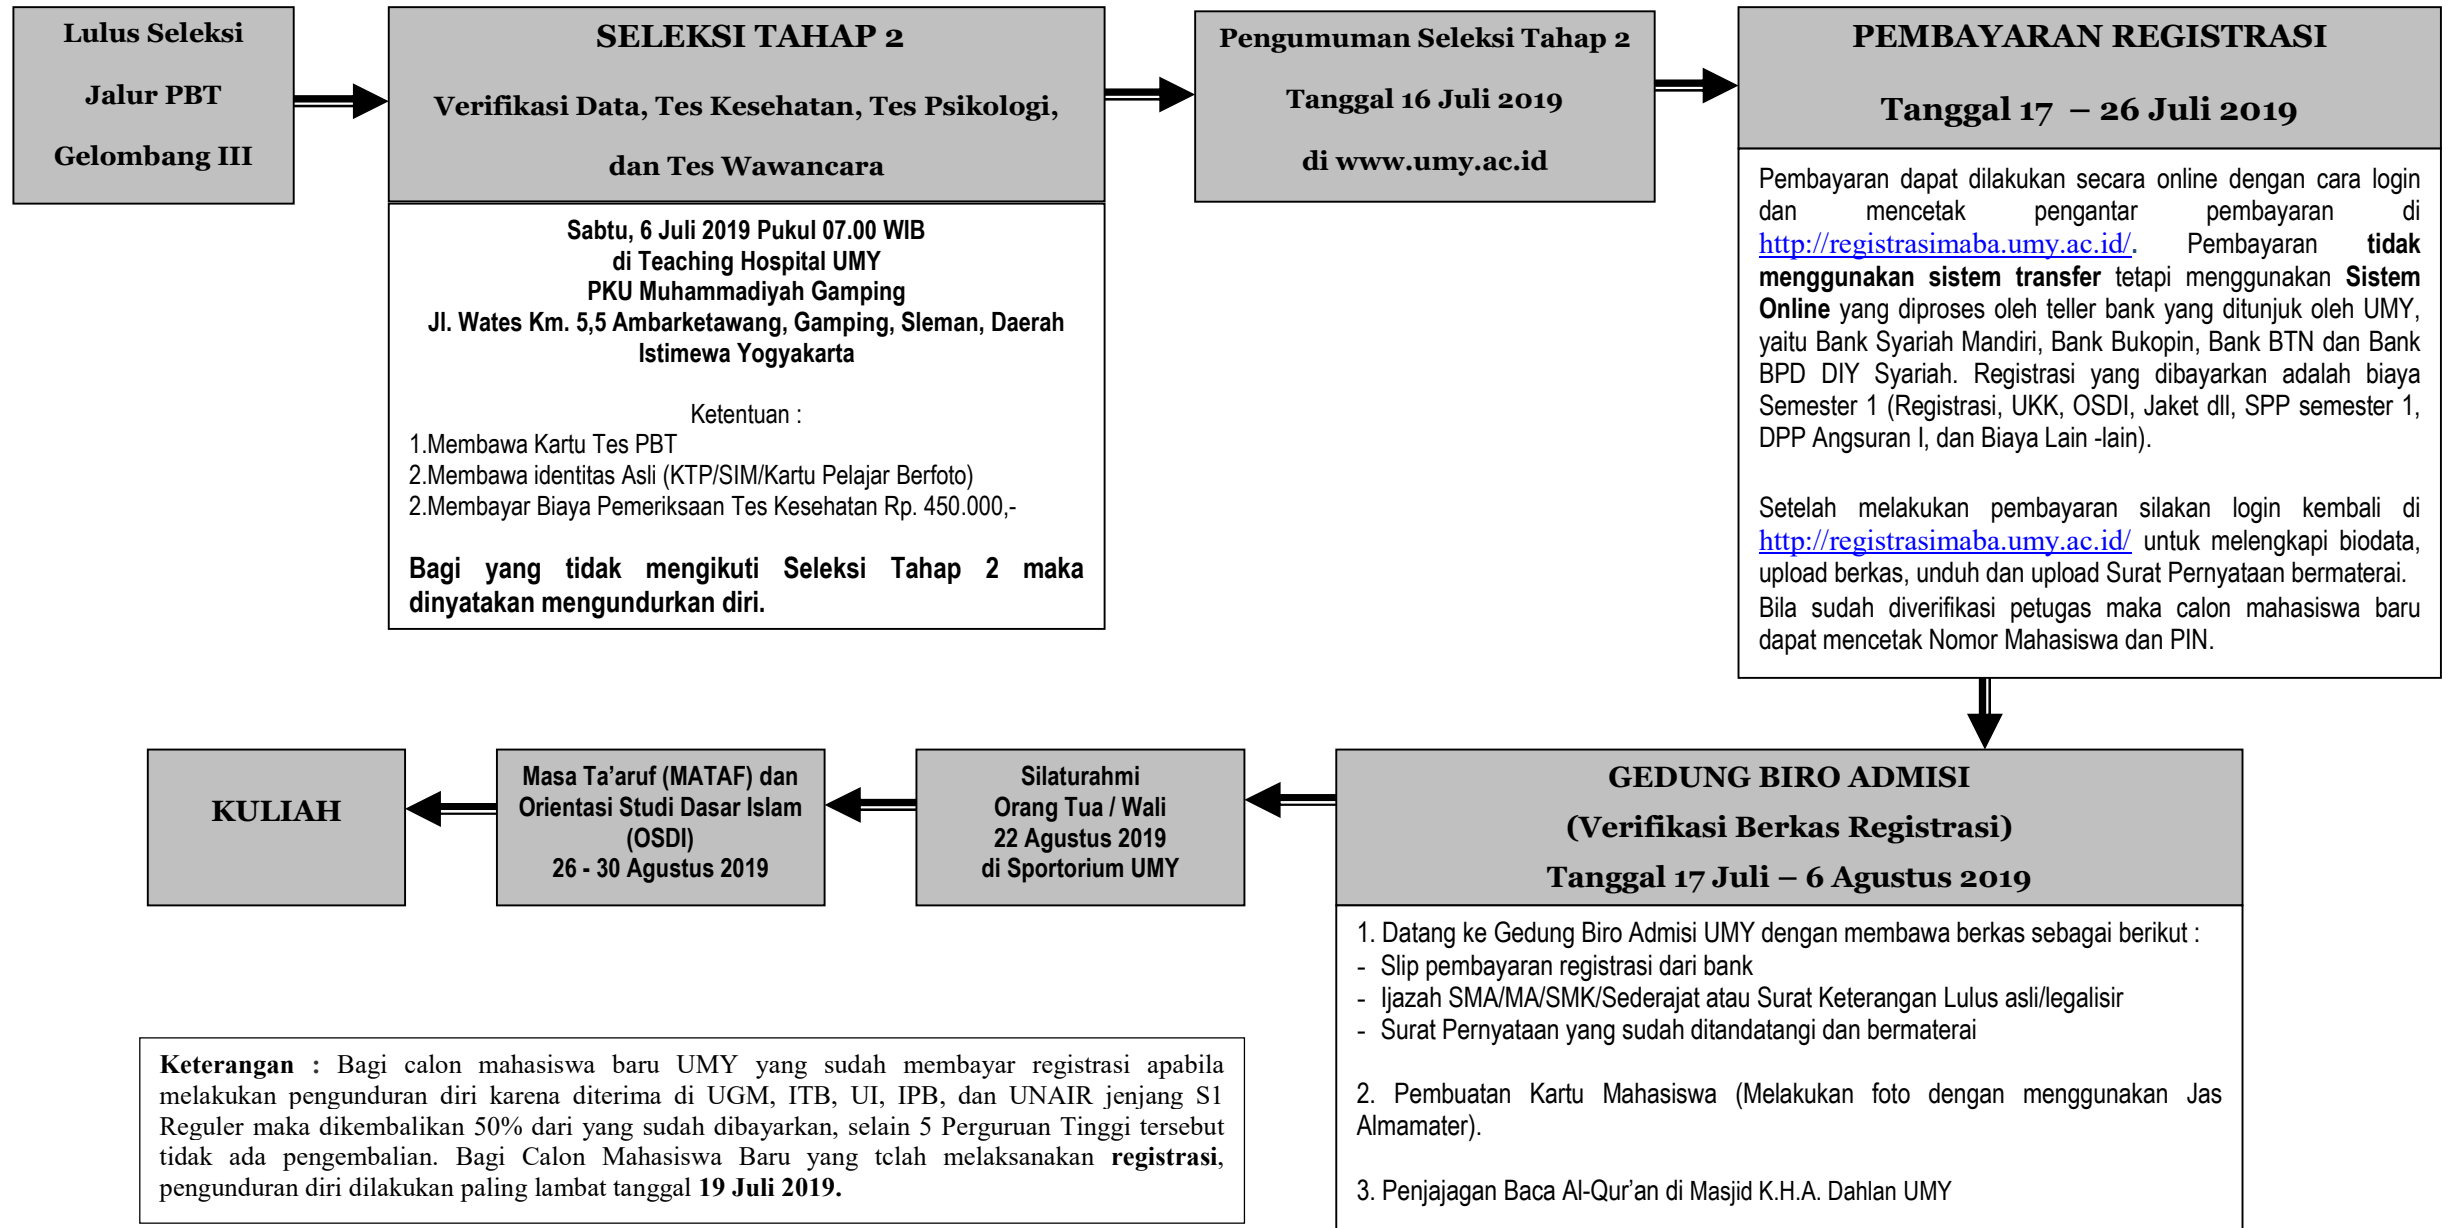 Lulus Seleksi
Jalur PBT
Gelombang III
SELEKSI TAHAP 2
Verifikasi Data, Tes Kesehatan, Tes Psikologi,
dan Tes Wawancara
Sabtu, 6 Juli 2019 Pukul 07.00 WIB
di Teaching Hospital UMY
PKU Muhammadiyah Gamping
Jl. Wates Km. 5,5 Ambarketawang, Gamping, Sleman, Daerah
Istimewa Yogyakarta
Ketentuan :
1.Membawa Kartu Tes PBT
2.Membawa identitas Asli (KTP/SIM/Kartu Pelajar Berfoto)
2.Membayar Biaya Pemeriksaan Tes Kesehatan Rp. 450.000,-
Bagi yang tidak mengikuti Seleksi Tahap 2 maka
dinyatakan mengundurkan diri.
Pengumuman Seleksi Tahap 2
Tanggal 16 Juli 2019
di www.umy.ac.id
PEMBAYARAN REGISTRASI
Tanggal 17 – 26 Juli 2019
Pembayaran dapat dilakukan secara online dengan cara login
dan mencetak pengantar pembayaran di
http://registrasimaba.umy.ac.id/. Pembayaran tidak
menggunakan sistem transfer tetapi menggunakan Sistem
Online yang diproses oleh teller bank yang ditunjuk oleh UMY,
yaitu Bank Syariah Mandiri, Bank Bukopin, Bank BTN dan Bank
BPD DIY Syariah. Registrasi yang dibayarkan adalah biaya
Semester 1 (Registrasi, UKK, OSDI, Jaket dll, SPP semester 1,
DPP Angsuran I, dan Biaya Lain -lain).
Setelah melakukan pembayaran silakan login kembali di
http://registrasimaba.umy.ac.id/ untuk melengkapi biodata,
upload berkas, unduh dan upload Surat Pernyataan bermaterai.
Bila sudah diverifikasi petugas maka calon mahasiswa baru
dapat mencetak Nomor Mahasiswa dan PIN.
GEDUNG BIRO ADMISI
(Verifikasi Berkas Registrasi)
Tanggal 17 Juli – 6 Agustus 2019
1. Datang ke Gedung Biro Admisi UMY dengan membawa berkas sebagai berikut :
- Slip pembayaran registrasi dari bank
- Ijazah SMA/MA/SMK/Sederajat atau Surat Keterangan Lulus asli/legalisir
- Surat Pernyataan yang sudah ditandatangi dan bermaterai
2. Pembuatan Kartu Mahasiswa (Melakukan foto dengan menggunakan Jas
Almamater).
3. Penjajagan Baca Al-Qur’an di Masjid K.H.A. Dahlan UMY
Silaturahmi
Orang Tua / Wali
22 Agustus 2019
di Sportorium UMY
Masa Ta’aruf (MATAF) dan
Orientasi Studi Dasar Islam
(OSDI)
26 - 30 Agustus 2019
KULIAH
Keterangan : Bagi calon mahasiswa baru UMY yang sudah membayar registrasi apabila
melakukan pengunduran diri karena diterima di UGM, ITB, UI, IPB, dan UNAIR jenjang S1
Reguler maka dikembalikan 50% dari yang sudah dibayarkan, selain 5 Perguruan Tinggi tersebut
tidak ada pengembalian. Bagi Calon Mahasiswa Baru yang tclah melaksanakan registrasi,
pengunduran diri dilakukan paling lambat tanggal 19 Juli 2019.